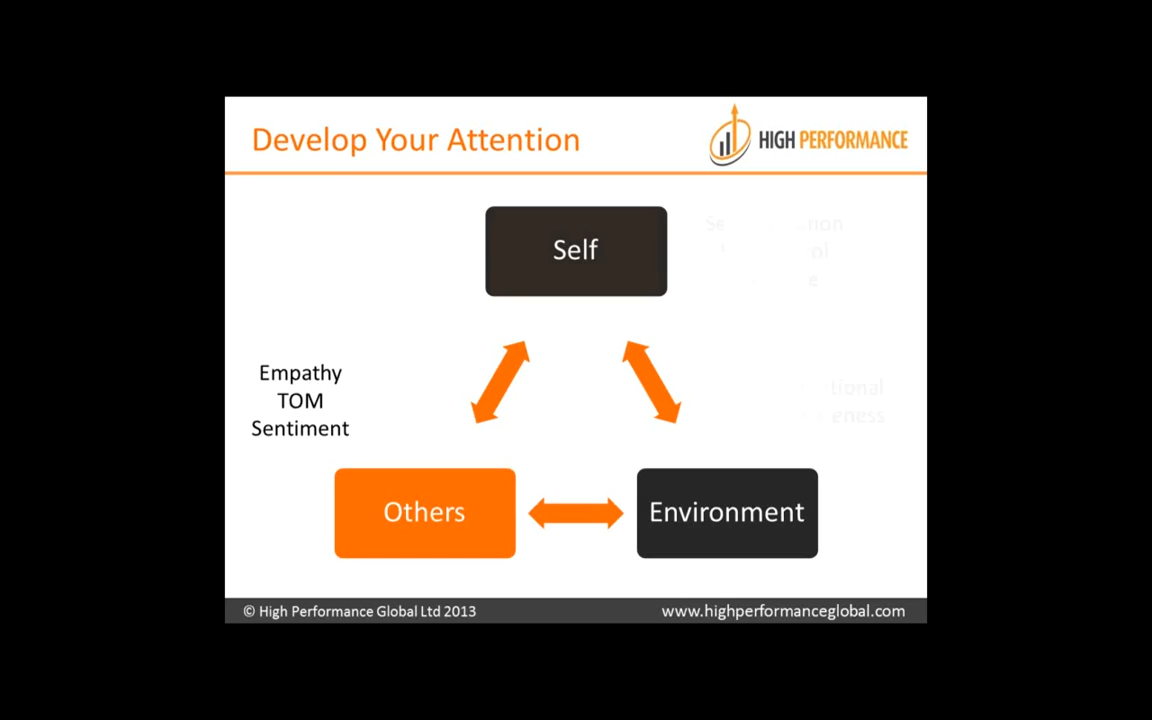 Develop Your Attention
HIGH PERFORMANCE
Self
Empathy
TOM
Sentiment
Others
Environment
© High Performance Global Ltd 2013
www.highperformanceglobal.com